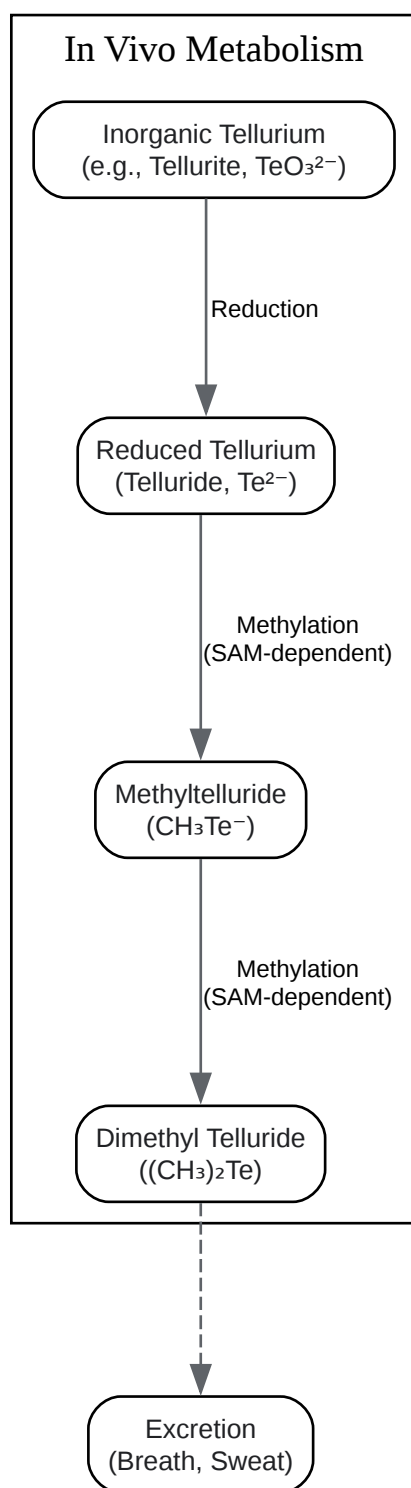 In Vivo Metabolism
Inorganic Tellurium
(e.g., Tellurite, TeO₃²⁻)
Reduction
Reduced Tellurium
(Telluride, Te²⁻)
Methylation
(SAM-dependent)
Methyltelluride
(CH₃Te⁻)
Methylation
(SAM-dependent)
Dimethyl Telluride
((CH₃)₂Te)
Excretion
(Breath, Sweat)